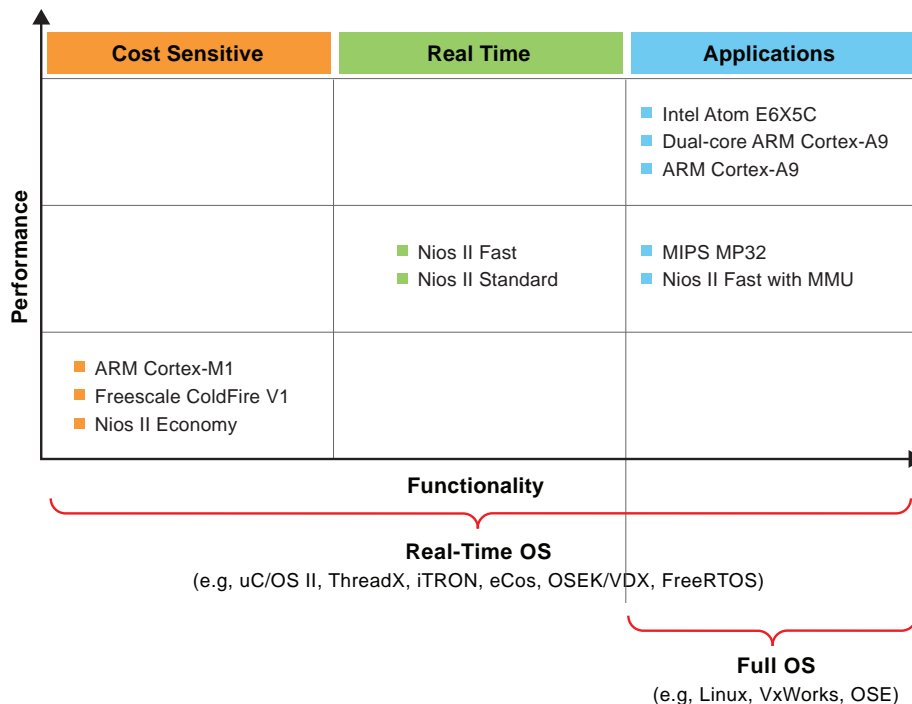 Cost Sensitive
Real Time
Applications
Intel Atom E6X5C
Dual-core ARM Cortex-A9
ARM Cortex-A9
Nios II Fast
Nios II Standard
MIPS MP32
Nios II Fast with MMU
ARM Cortex-M1
Freescale ColdFire V1
Nios II Economy
Performance
Functionality
Real-Time OS
(e.g, uC/OS II, ThreadX, iTRON, eCos, OSEK/VDX, FreeRTOS)
Full OS
(e.g, Linux, VxWorks, OSE)